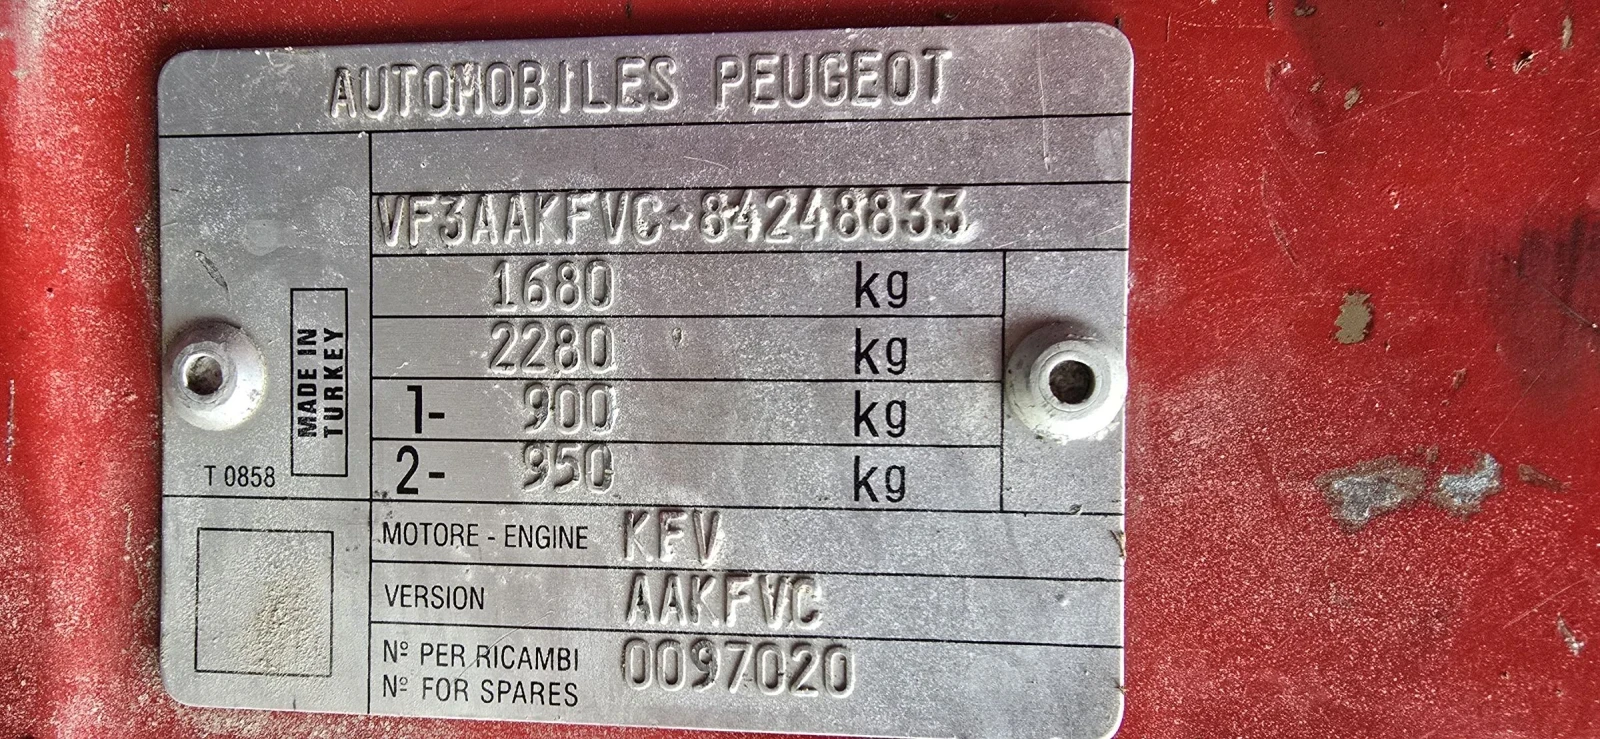 AUTOMOBILES PEUGEOT
VF3AAKFVC*84248833
1680 kg
2280 kg
1- 900 kg
2- 950 kg
MADE IN
TURKEY
T 0858
MOTORE - ENGINE KFV
VERSION AAKFVC
Nº PER RICAMBI
Nº FOR SPARES 0097020